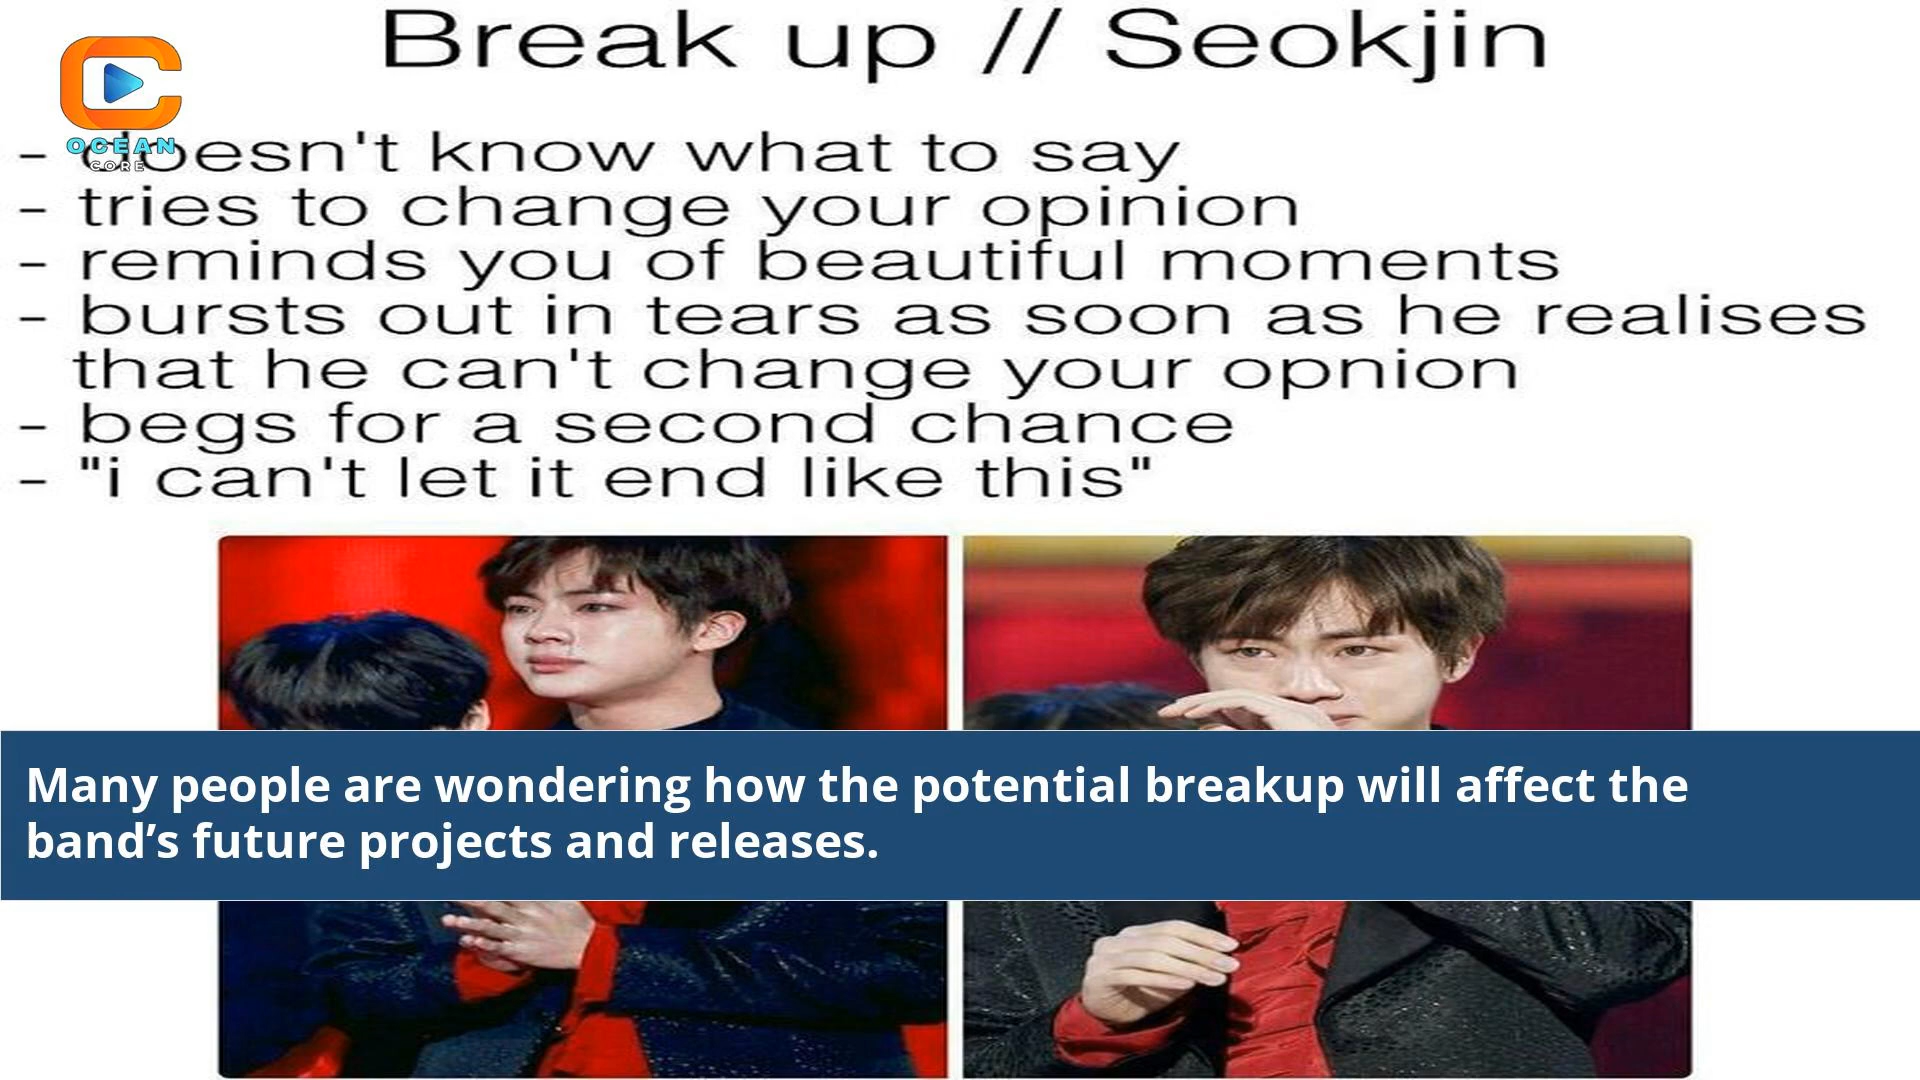 Break up // Seokjin
OCEAN
CORE
- doesn't know what to say
- tries to change your opinion
- reminds you of beautiful moments
- bursts out in tears as soon as he realises
that he can't change your opnion
- begs for a second chance
- "i can't let it end like this"
Many people are wondering how the potential breakup will affect the
band’s future projects and releases.